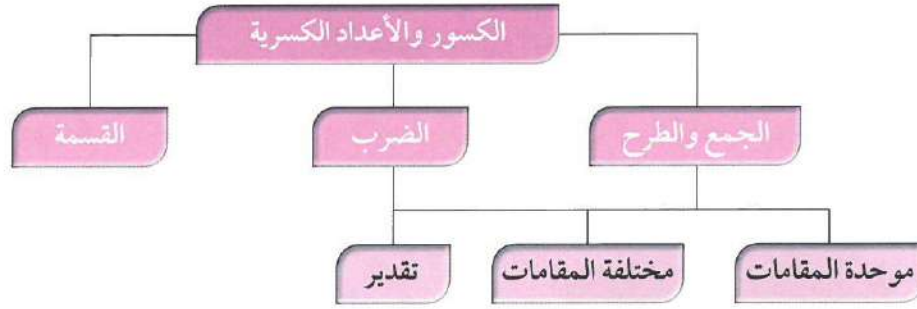 الكسور والأعداد الكسرية
الجمع والطرح
الضرب
القسمة
موحدة المقامات
مختلفة المقامات
تقدير